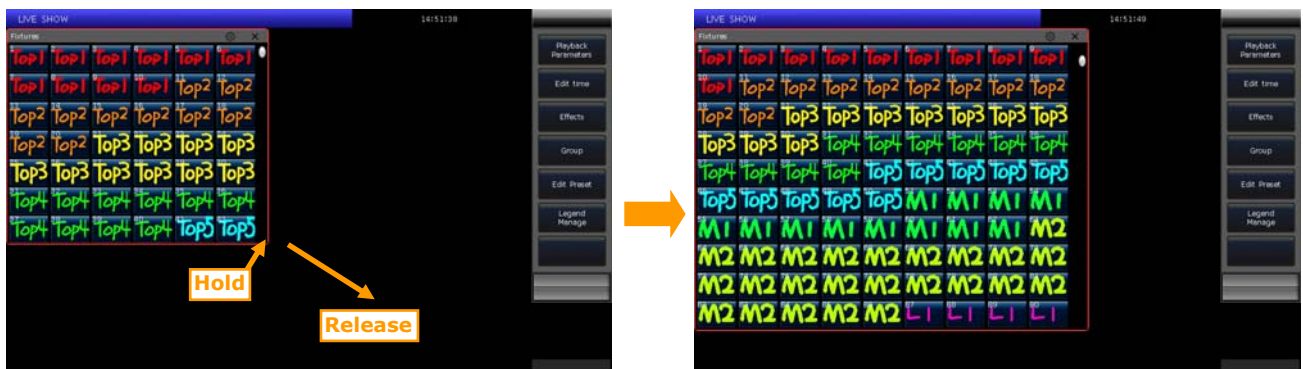 LIVE SHOW
14:51:38
Fixtures
Top1 Top1 Top1 Top1 Top1 Top1
Top1 Top1 Top1 Top1 Top2 Top2
Top2 Top2 Top2 Top2 Top2 Top2
Top2 Top2 Top3 Top3 Top3 Top3
Top3 Top3 Top3 Top3 Top3 Top3
Top4 Top4 Top4 Top4 Top4 Top4
Top4 Top4 Top4 Top4 Top5 Top5
Playback
Parameters
Edit time
Effects
Group
Edit Preset
Legend
Manage
Hold
Release
LIVE SHOW
14:51:49
Fixtures
Top1 Top1 Top1 Top1 Top1 Top1 Top1 Top1 Top1
Top1 Top2 Top2 Top2 Top2 Top2 Top2 Top2 Top2
Top2 Top2 Top3 Top3 Top3 Top3 Top3 Top3 Top3
Top3 Top3 Top3 Top4 Top4 Top4 Top4 Top4 Top4
Top4 Top4 Top4 Top4 Top5 Top5 Top5 Top5 Top5
Top5 Top5 Top5 Top5 Top5 M1 M1 M1 M1
M1 M1 M1 M1 M1 M1 M1 M1 M2
M2 M2 M2 M2 M2 M2 M2 M2 M2
M2 M2 M2 M2 M2 M2 M2 M2 M2
M2 M2 M2 M2 M2 L1 L1 L1 L1
Playback
Parameters
Edit time
Effects
Group
Edit Preset
Legend
Manage